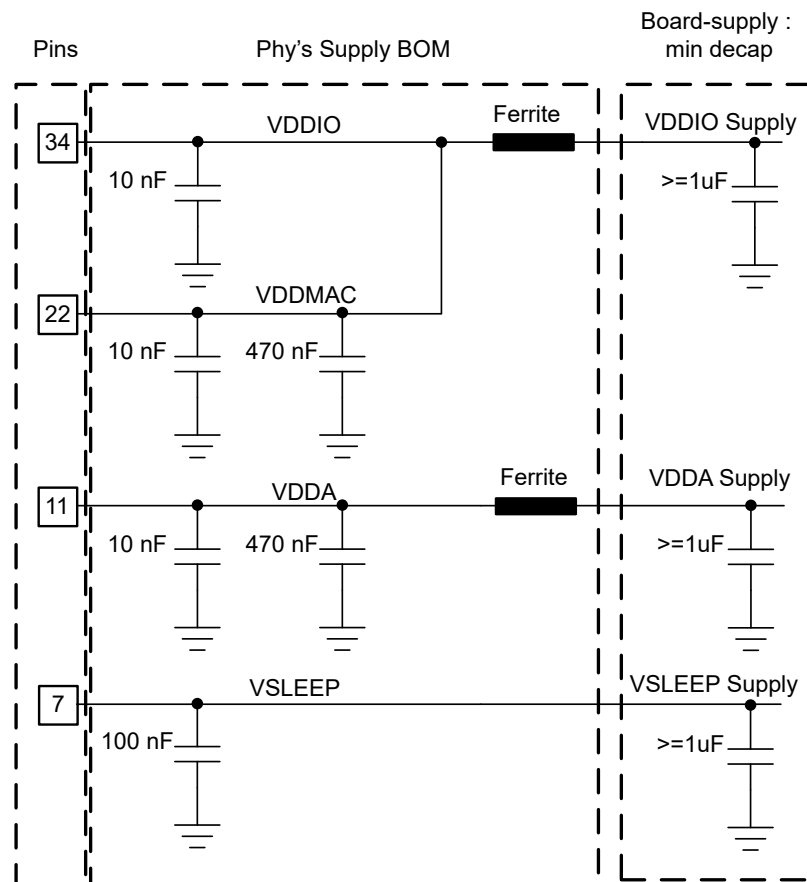 Pins
Phy's Supply BOM
Board-supply :
min decap
34
VDDIO
Ferrite
VDDIO Supply
10 nF
>=1uF
22
VDDMAC
10 nF
470 nF
11
VDDA
Ferrite
VDDA Supply
10 nF
470 nF
>=1uF
7
VSLEEP
VSLEEP Supply
100 nF
>=1uF